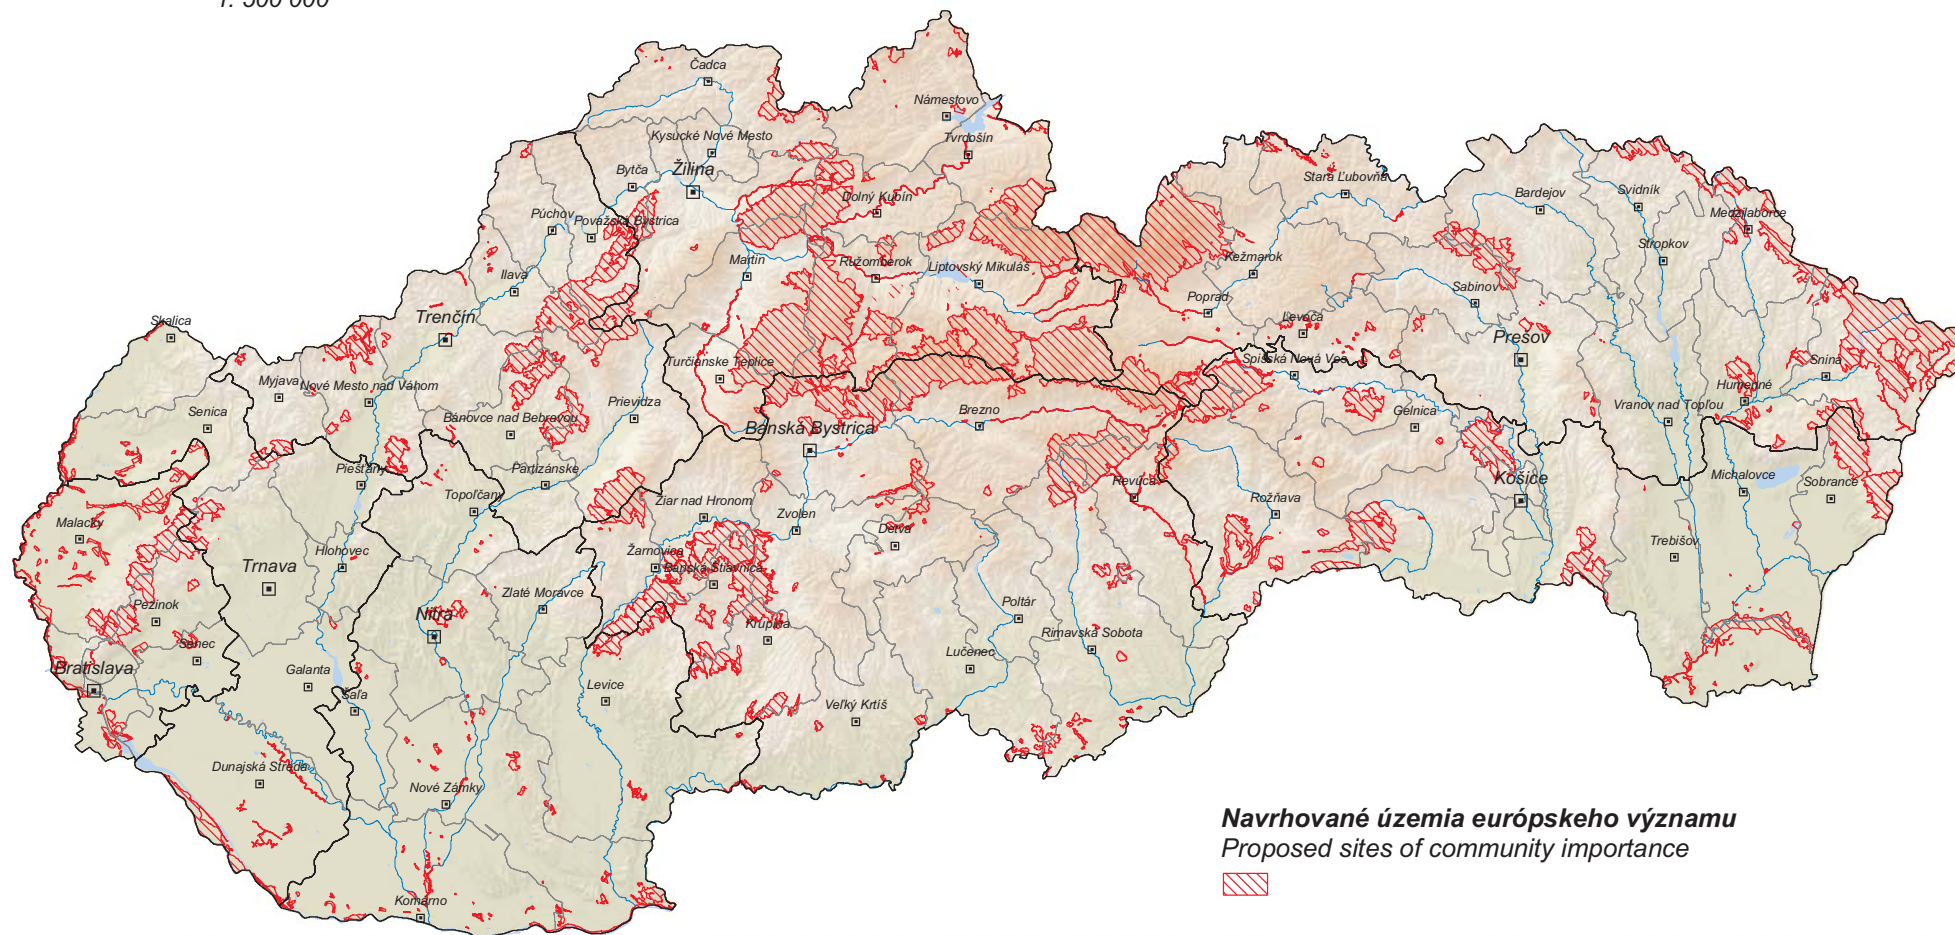 1: 500 000
Čadca
Námestovo
Kysucké Nové Mesto
Tvrdošín
Bytča
Žilina
Stará Ľubovňa
Bardejov
Svidník
Dolný Kubín
Púchov
Považská Bystrica
Medzilaborce
Stropkov
Martin
Ružomberok
Liptovský Mikuláš
Kežmarok
Ilava
Sabinov
Poprad
Skalica
Trenčín
Levoča
Prešov
Turčianske Teplice
Spišská Nová Ves
Snina
Myjava
Nové Mesto nad Váhom
Humenné
Senica
Bánovce nad Bebravou
Prievidza
Brezno
Gelnica
Vranov nad Topľou
Banská Bystrica
Piešťany
Partizánske
Revúca
Košice
Michalovce
Sobrance
Topoľčany
Žiar nad Hronom
Zvolen
Rožňava
Malacky
Detva
Hlohovec
Žarnovica
Trebišov
Trnava
Banská Štiavnica
Zlaté Moravce
Pezinok
Nitra
Poltár
Krupina
Rimavská Sobota
Senec
Lučenec
Bratislava
Galanta
Šaľa
Levice
Veľký Krtíš
Dunajská Streda
Nové Zámky
Komárno
Navrhované územia európskeho významu
Proposed sites of community importance